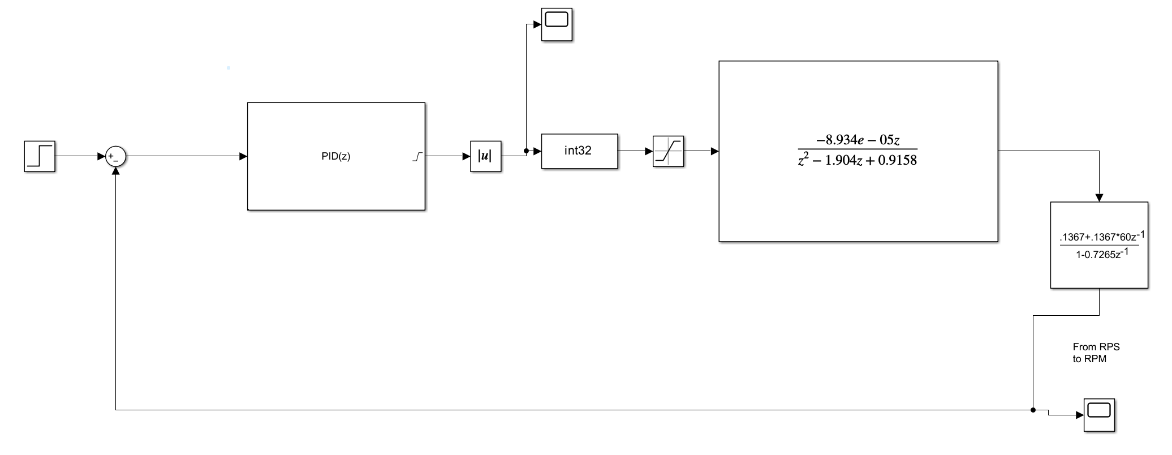 +
−
PID(z)
|u|
int32
−8.934e − 05z
z² − 1.904z + 0.9158
.1367+.1367*60z⁻¹
1-0.7265z⁻¹
From RPS
to RPM